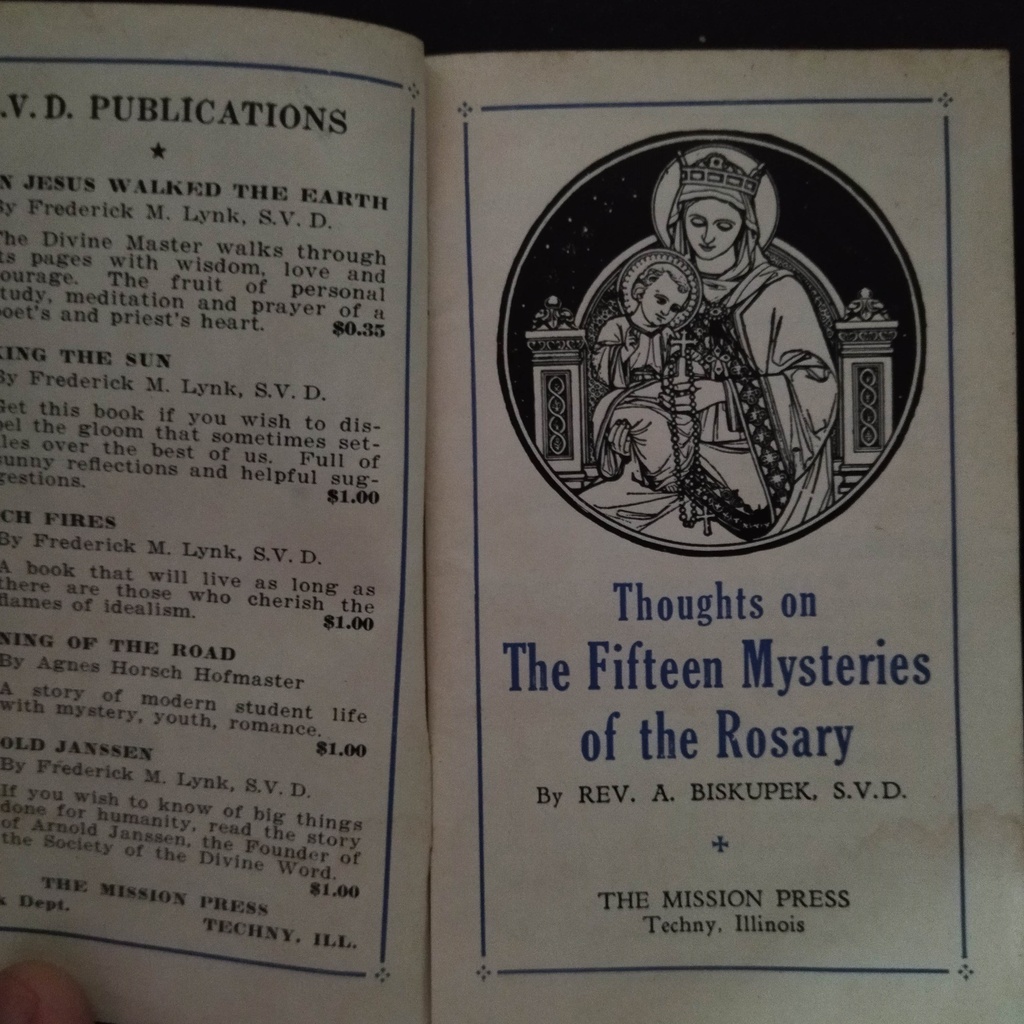 .V. D. PUBLICATIONS
N JESUS WALKED THE EARTH
By Frederick M. Lynk, S.V. D.
The Divine Master walks through
ts pages with wisdom, love and
ourage. The fruit of personal
tudy, meditation and prayer of a
poet's and priest's heart. $0.35
KING THE SUN
By Frederick M. Lynk, S.V. D.
Get this book if you wish to dis-
pel the gloom that sometimes set-
tles over the best of us. Full of
sunny reflections and helpful sug-
gestions. $1.00
CH FIRES
By Frederick M. Lynk, S.V. D.
A book that will live as long as
there are those who cherish the
flames of idealism. $1.00
NING OF THE ROAD
By Agnes Horsch Hofmaster
A story of modern student life
with mystery, youth, romance. $1.00
OLD JANSSEN
By Frederick M. Lynk, S.V. D.
If you wish to know of big things
done for humanity, read the story
of Arnold Janssen, the Founder of
the Society of the Divine Word. $1.00
THE MISSION PRESS
k Dept. TECHNY, ILL.
Thoughts on
The Fifteen Mysteries
of the Rosary
By REV. A. BISKUPEK, S.V.D.
THE MISSION PRESS
Techny, Illinois